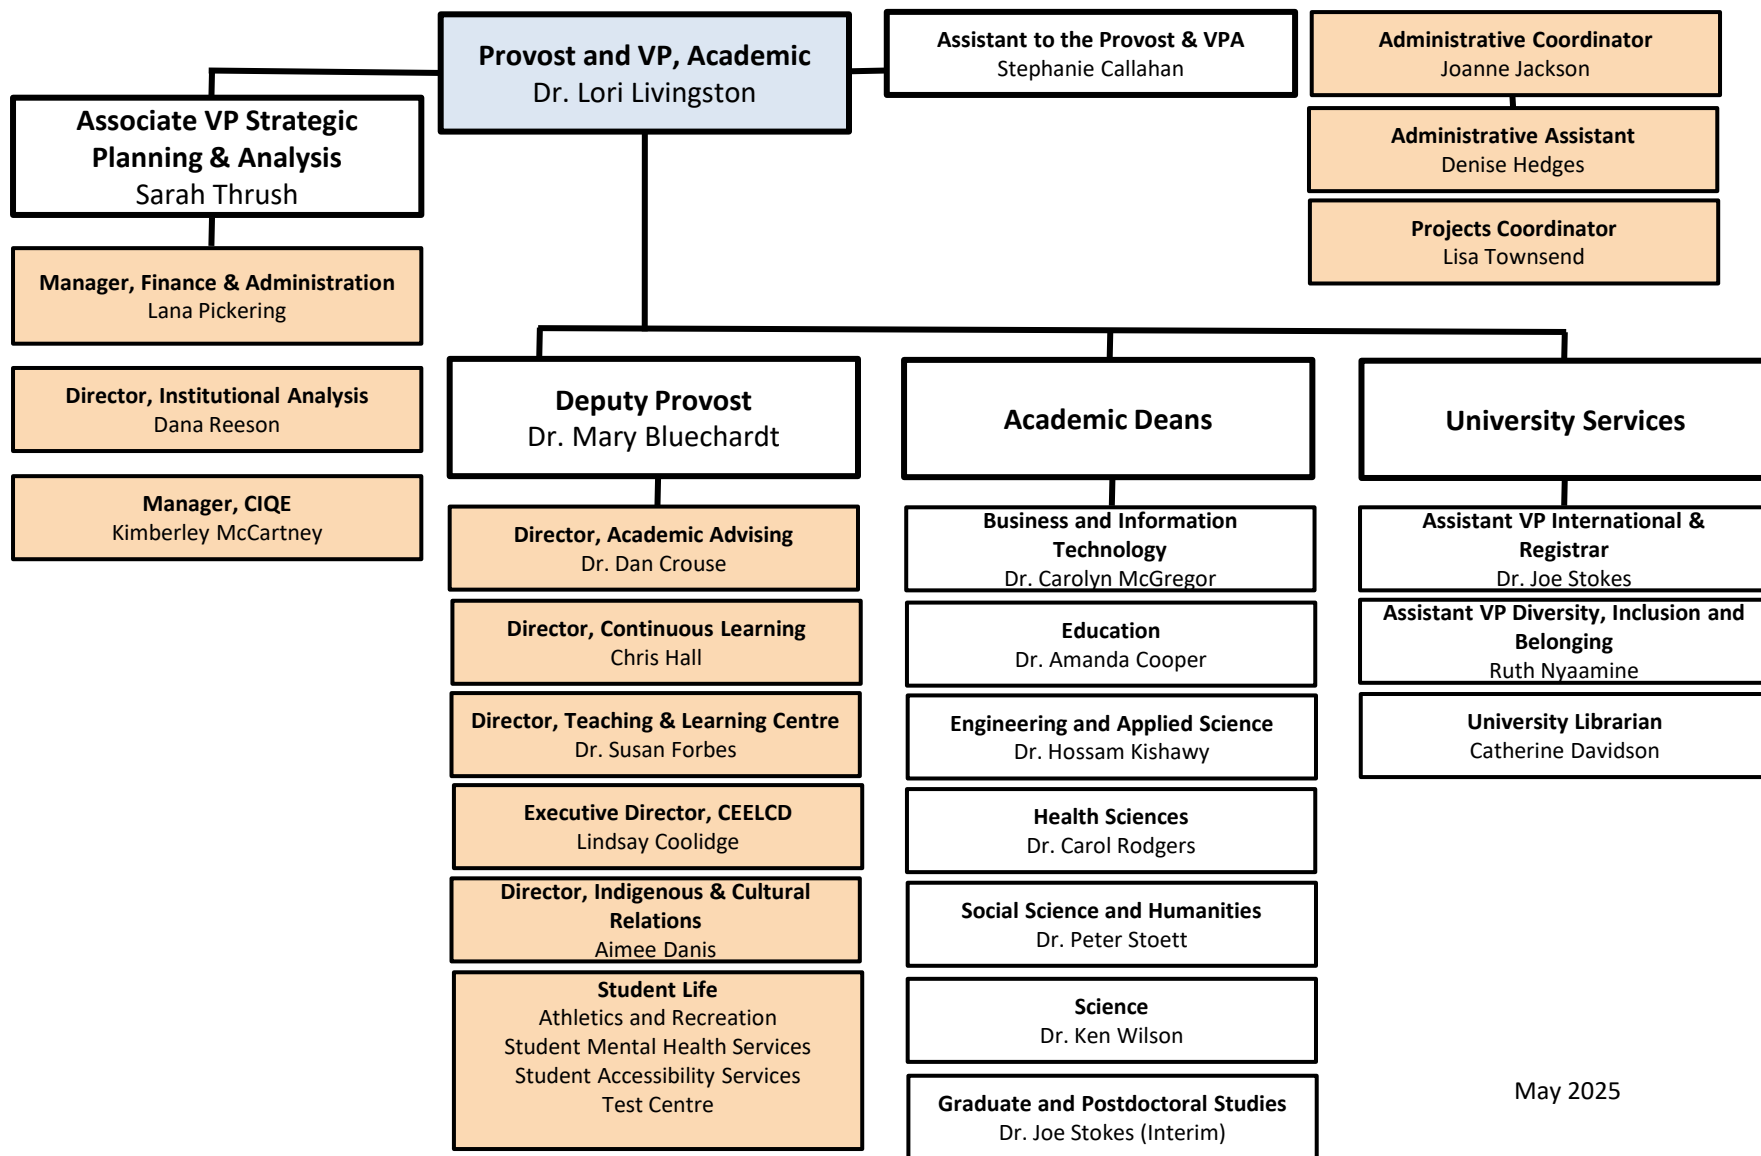 Provost and VP, Academic
Dr. Lori Livingston
Assistant to the Provost & VPA
Stephanie Callahan
Administrative Coordinator
Joanne Jackson
Administrative Assistant
Denise Hedges
Projects Coordinator
Lisa Townsend
Associate VP Strategic
Planning & Analysis
Sarah Thrush
Manager, Finance & Administration
Lana Pickering
Director, Institutional Analysis
Dana Reeson
Manager, CIQE
Kimberley McCartney
Deputy Provost
Dr. Mary Bluechardt
Director, Academic Advising
Dr. Dan Crouse
Director, Continuous Learning
Chris Hall
Director, Teaching & Learning Centre
Dr. Susan Forbes
Executive Director, CEELCD
Lindsay Coolidge
Director, Indigenous & Cultural
Relations
Aimee Danis
Student Life
Athletics and Recreation
Student Mental Health Services
Student Accessibility Services
Test Centre
Academic Deans
Business and Information
Technology
Dr. Carolyn McGregor
Education
Dr. Amanda Cooper
Engineering and Applied Science
Dr. Hossam Kishawy
Health Sciences
Dr. Carol Rodgers
Social Science and Humanities
Dr. Peter Stoett
Science
Dr. Ken Wilson
Graduate and Postdoctoral Studies
Dr. Joe Stokes (Interim)
University Services
Assistant VP International &
Registrar
Dr. Joe Stokes
Assistant VP Diversity, Inclusion and
Belonging
Ruth Nyaamine
University Librarian
Catherine Davidson
May 2025